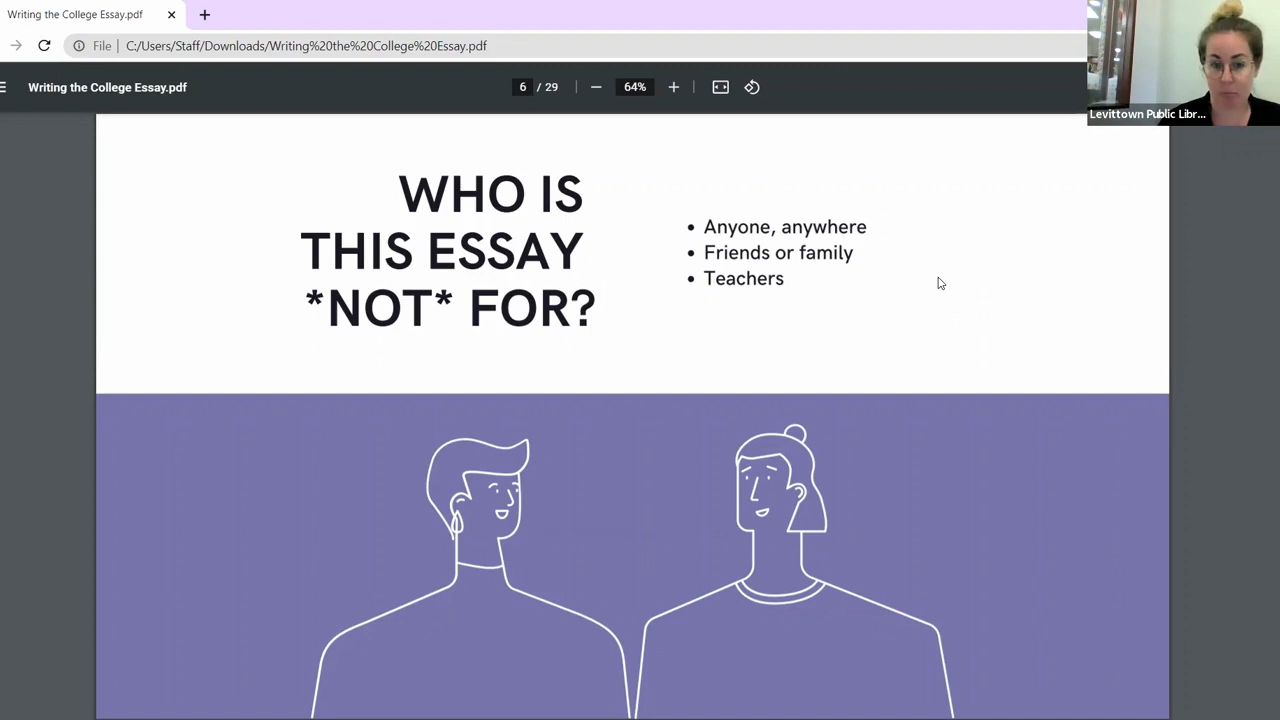 Writing the College Essay.pdf
File
C:/Users/Staff/Downloads/Writing%20the%20College%20Essay.pdf
Writing the College Essay.pdf
6 / 29
64%
Levittown Public Libr...
WHO IS
THIS ESSAY
*NOT* FOR?
• Anyone, anywhere
• Friends or family
• Teachers